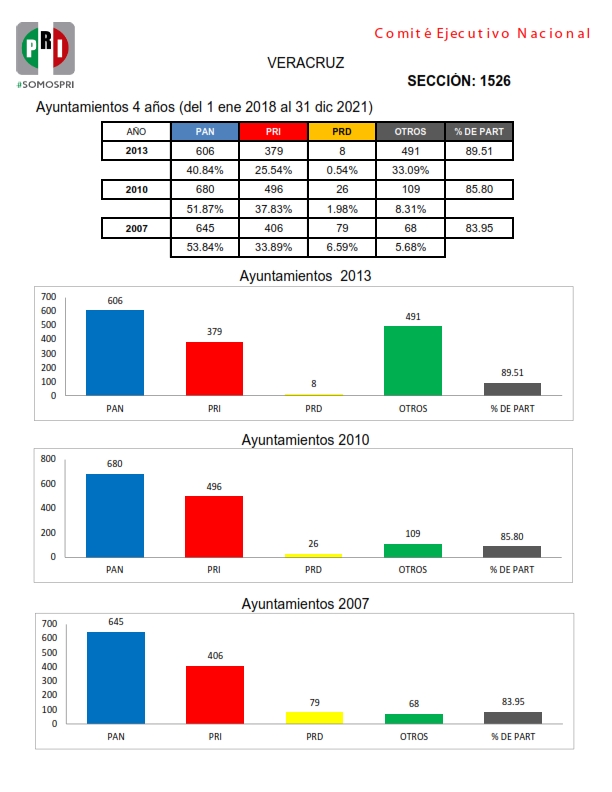 Comité Ejecutivo Nacional
PRI
#SOMOSPRI
VERACRUZ
SECCIÓN: 1526
Ayuntamientos 4 años (del 1 ene 2018 al 31 dic 2021)
AÑO PAN PRI PRD OTROS % DE PART
2013 606 379 8 491 89.51
40.84% 25.54% 0.54% 33.09%
2010 680 496 26 109 85.80
51.87% 37.83% 1.98% 8.31%
2007 645 406 79 68 83.95
53.84% 33.89% 6.59% 5.68%
Ayuntamientos 2013
700
600
500
400
300
200
100
0
606 379 8 491 89.51
PAN PRI PRD OTROS % DE PART
Ayuntamientos 2010
800
600
400
200
0
680 496 26 109 85.80
PAN PRI PRD OTROS % DE PART
Ayuntamientos 2007
700
600
500
400
300
200
100
0
645 406 79 68 83.95
PAN PRI PRD OTROS % DE PART